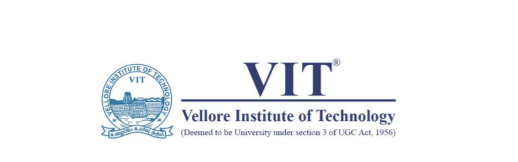 VELLORE INSTITUTE OF TECHNOLOGY
VIT
VIT®
Vellore Institute of Technology
(Deemed to be University under section 3 of UGC Act, 1956)